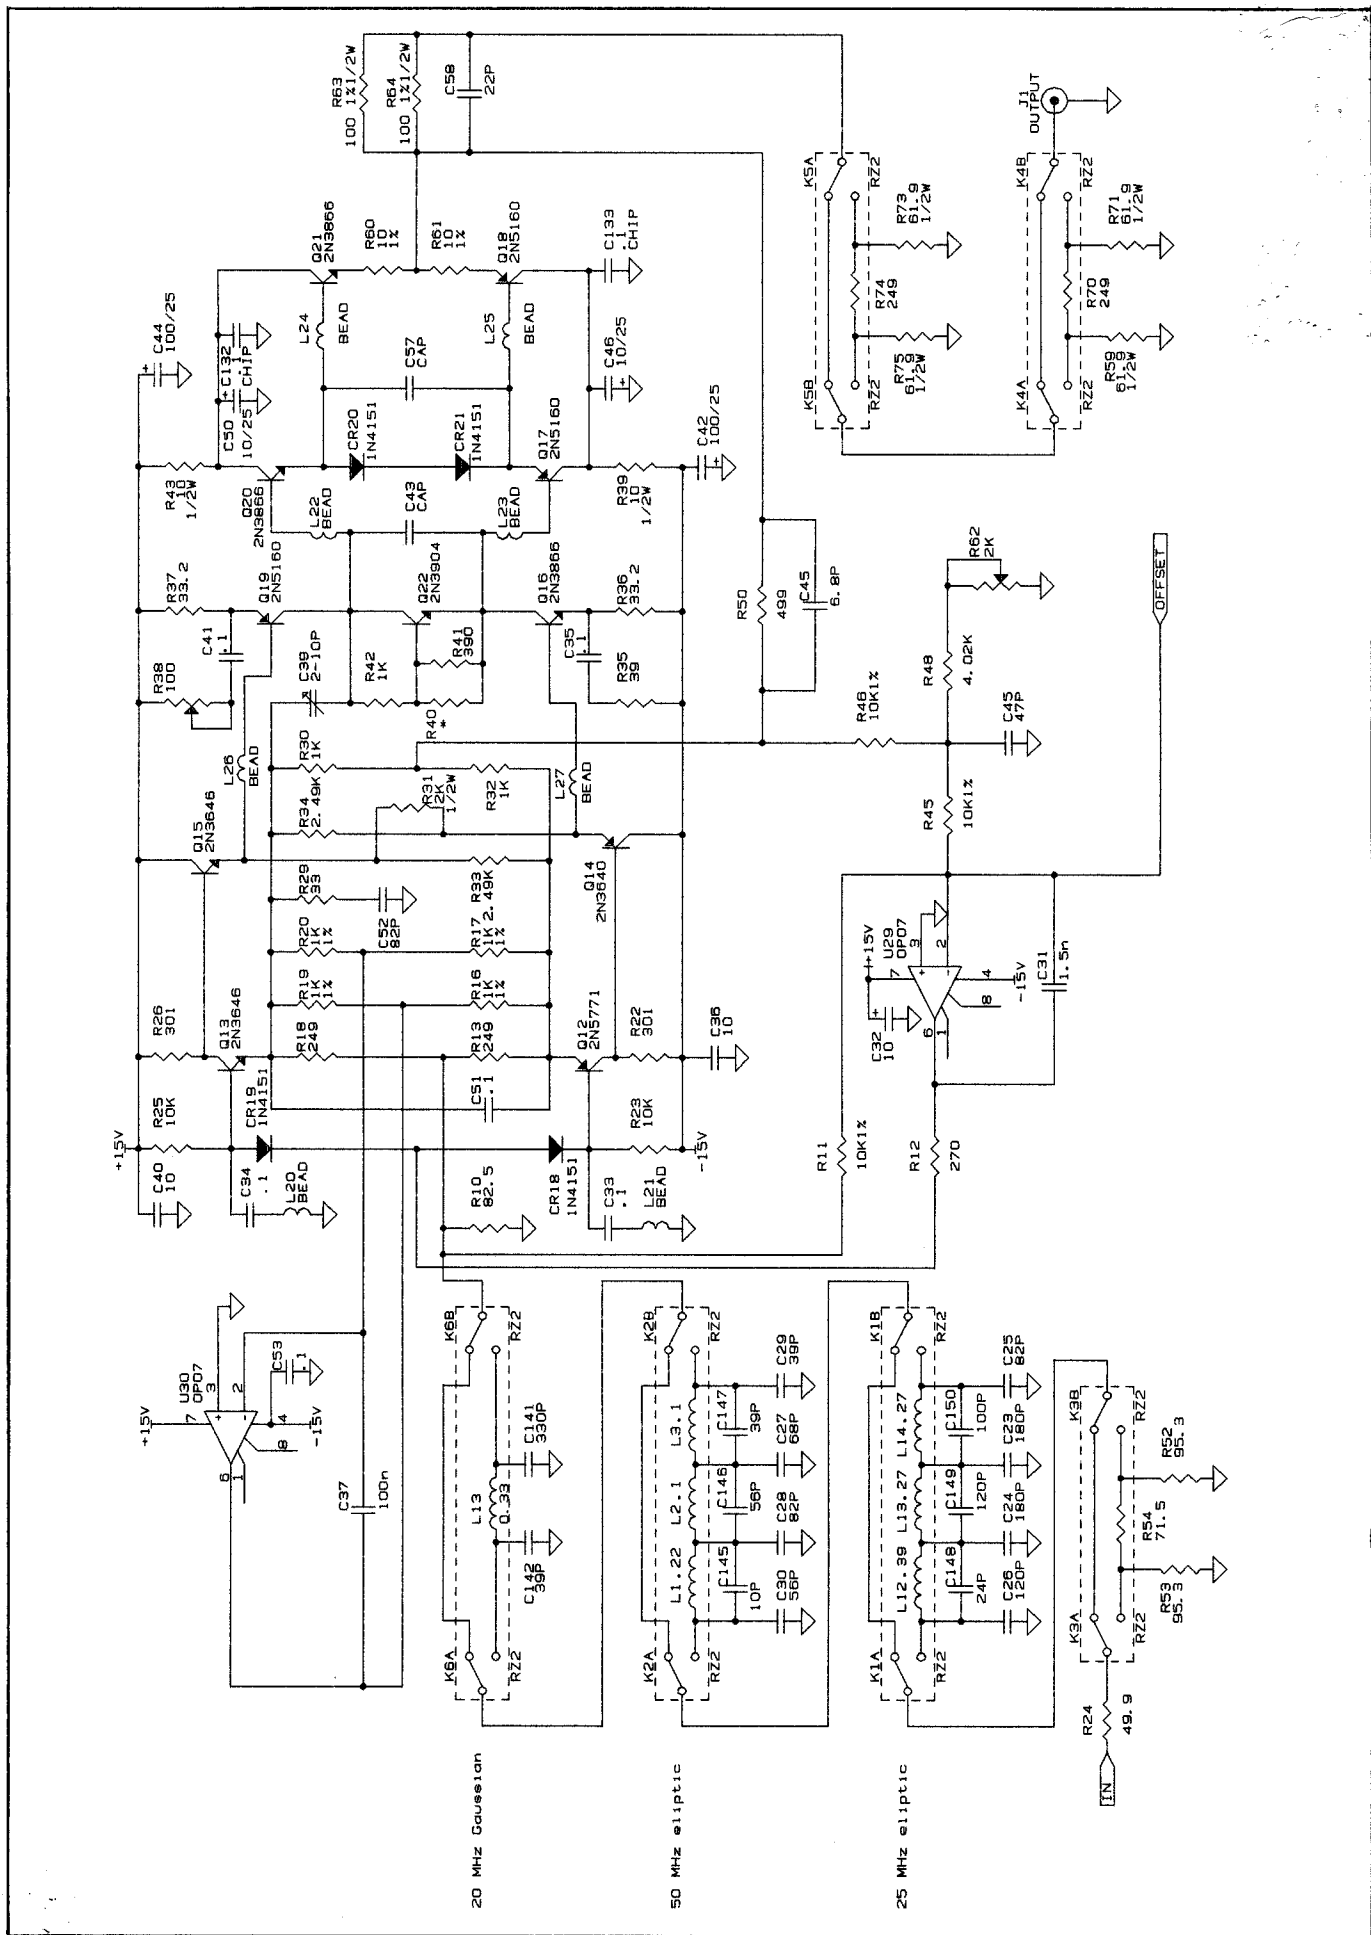 +15V
U30
OP07
7
3
2
6
1
4
8
-15V
C53
.1
C37
100n
20 MHz Gaussian
K6A
K6B
RZ2
RZ2
L13
0.33
C142
39P
C141
330P
50 MHz eliptic
K2A
K2B
RZ2
RZ2
L1.22
L2.1
L3.1
C145
10P
C146
56P
C147
39P
C30
56P
C28
82P
C27
68P
C29
39P
25 MHz eliptic
K1A
K1B
RZ2
RZ2
L12.39
L13.27
L14.27
C148
24P
C149
120P
C150
100P
C26
120P
C24
180P
C23
180P
C25
82P
IN
R24
49.9
K3A
K3B
RZ2
RZ2
R53
95.3
R54
71.5
R52
95.3
+15V
C40
10
R25
10K
C34
.1
L20
BEAD
CR19
1N4151
R26
301
Q13
2N3646
R18
249
R13
249
C51
.1
R10
82.5
CR18
1N4151
C33
.1
L21
BEAD
R23
10K
-15V
Q12
2N5771
R22
301
C36
10
R19
1K
1%
R16
1K
1%
R20
1K
1%
R17
1K
1%
R29
33
C52
82P
R33
2.49K
Q15
2N3646
R34
2.49K
R31
2K
1/2W
R30
1K
R32
1K
Q14
2N3640
L26
BEAD
L27
BEAD
R38
100
C41
.1
R37
33.2
Q19
2N5160
C39
2-10P
R42
1K
R40
*
R41
390
Q22
2N3904
C35
.1
R35
39
Q16
2N3866
R36
33.2
R43
10
1/2W
Q20
2N3866
L22
BEAD
C43
CAP
L23
BEAD
R39
10
1/2W
Q17
2N5160
C42
100/25
C44
100/25
C50
10/25
C132
.1
CHIP
CR20
1N4151
CR21
1N4151
L24
BEAD
C57
CAP
L25
BEAD
C46
10/25
Q21
2N3866
R60
10
1%
R61
10
1%
Q18
2N5160
C133
.1
CHIP
R63
100 1%1/2W
R64
100 1%1/2W
C58
22P
R50
499
C45
6.8P
R46
10K1%
R45
10K1%
R48
4.02K
C45
47P
R62
2K
OFFSET
R11
10K1%
R12
270
+15V
C32
10
U29
OP07
7
3
2
6
1
4
8
-15V
C31
1.5n
K5B
K5A
RZ2
RZ2
R75
61.9
1/2W
R74
249
R73
61.9
1/2W
K4A
K4B
RZ2
RZ2
R59
61.9
1/2W
R70
249
R71
61.9
1/2W
J1
OUTPUT